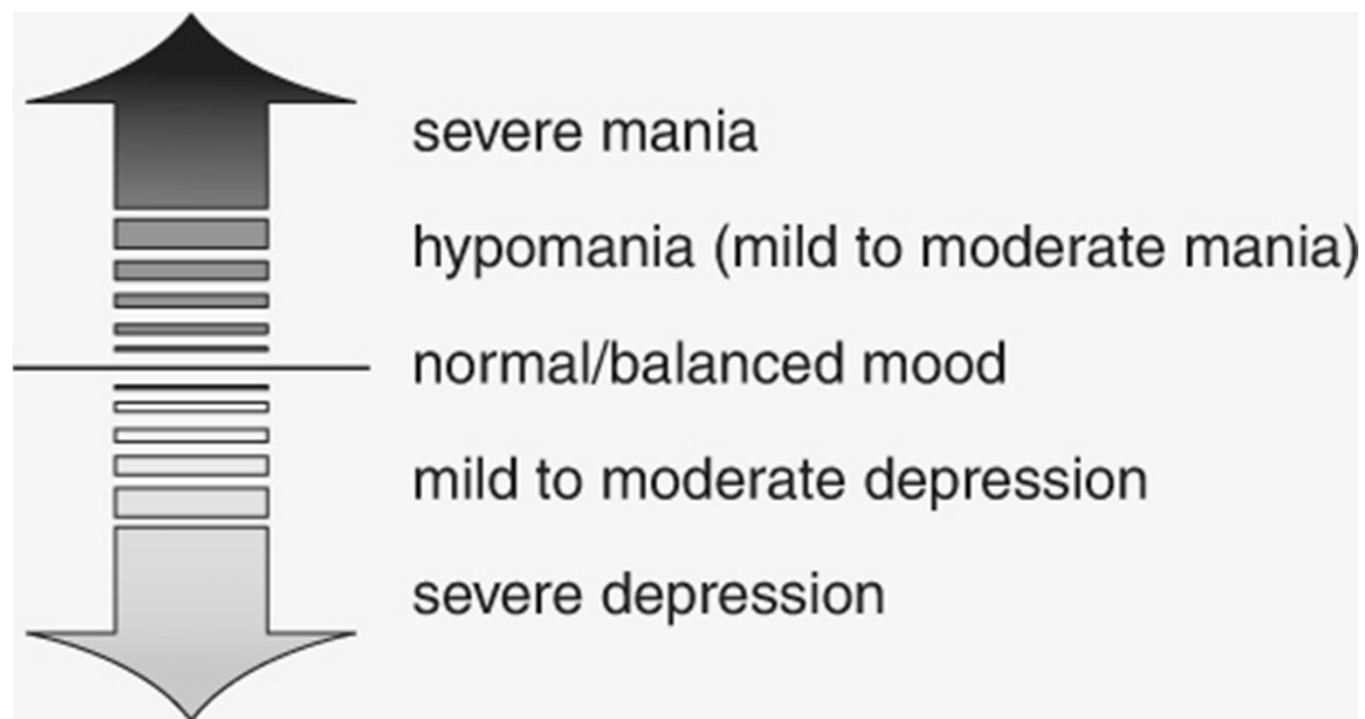 severe mania
hypomania (mild to moderate mania)
normal/balanced mood
mild to moderate depression
severe depression